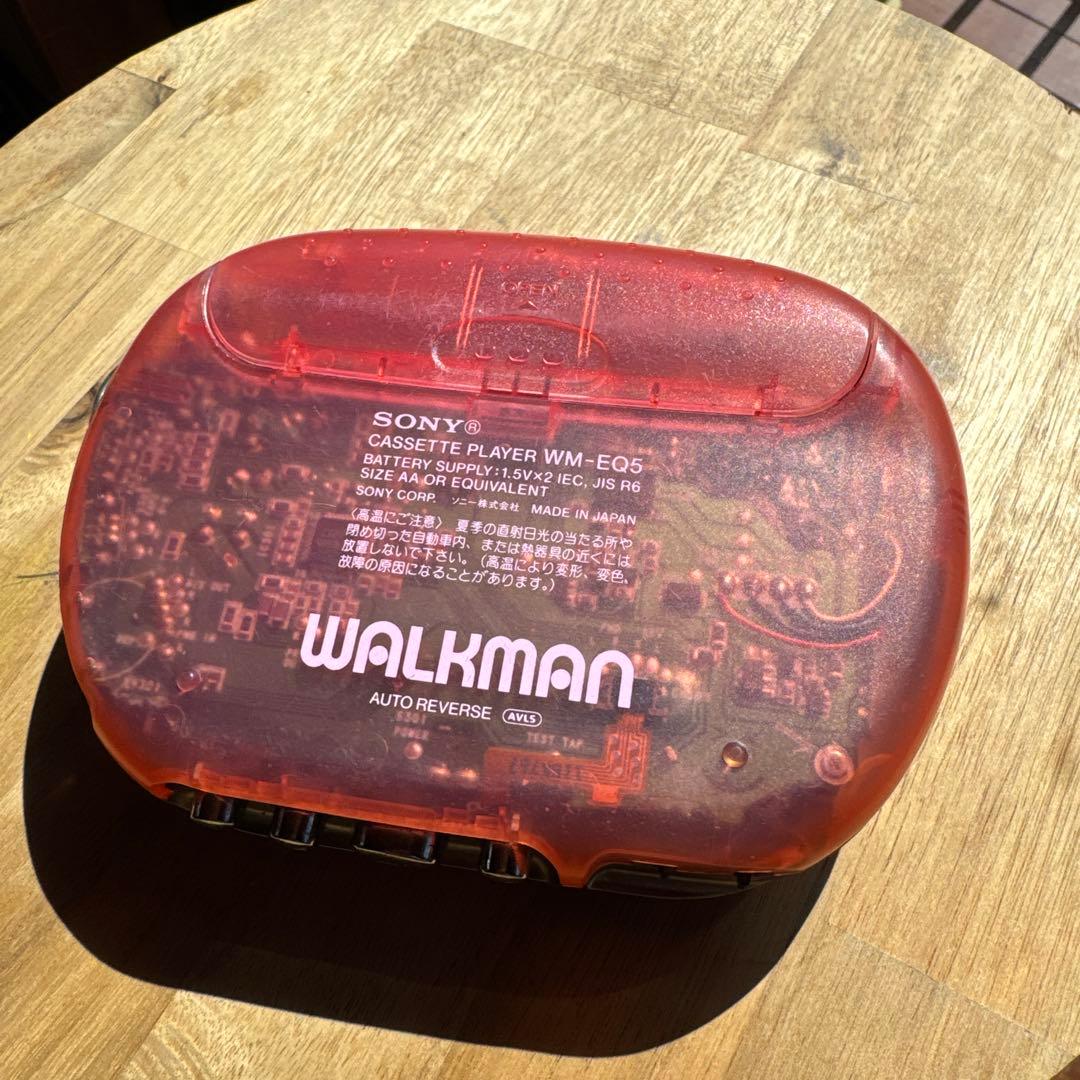 OPEN
SONY®
CASSETTE PLAYER WM-EQ5
BATTERY SUPPLY:1.5V×2 IEC, JIS R6
SIZE AA OR EQUIVALENT
SONY CORP. ソニー株式会社 MADE IN JAPAN
〈高温にご注意〉 夏季の直射日光の当たる所や
閉め切った自動車内、または熱器具の近くには
放置しないで下さい。(高温により変形、変色、
故障の原因になることがあります。)
WALKMAN
AUTO REVERSE AVLS
POWER
TEST TAP